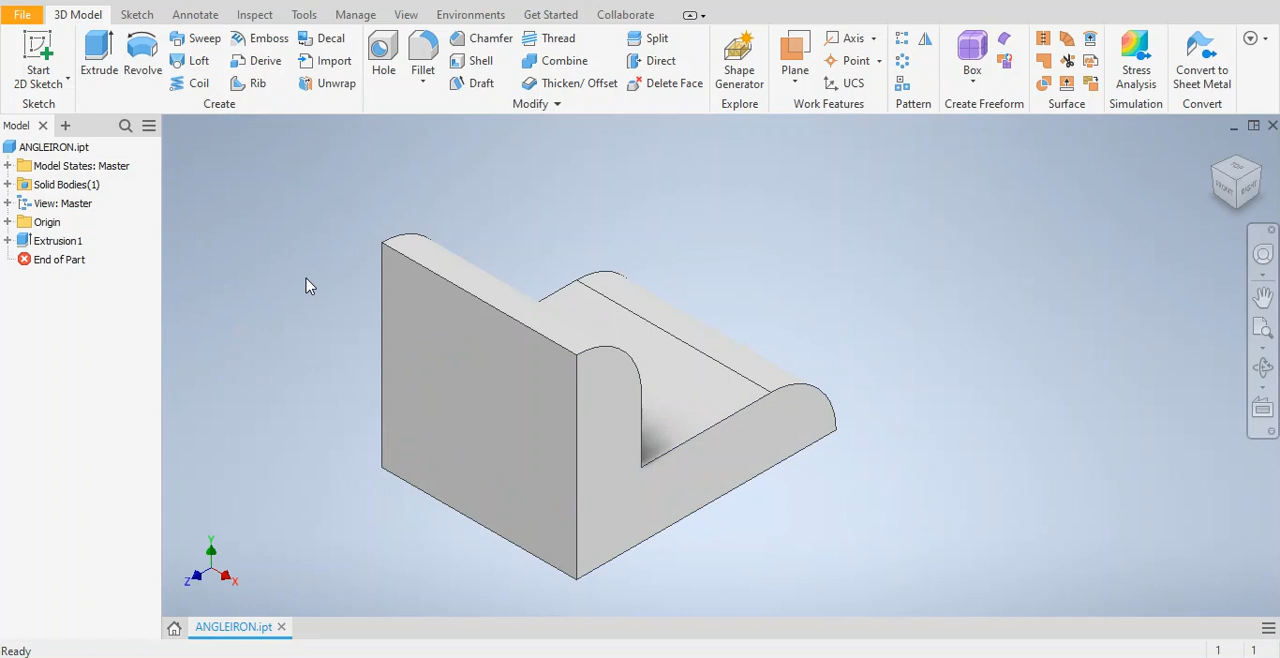 File 3D Model Sketch Annotate Inspect Tools Manage View Environments Get Started Collaborate
Start 2D Sketch
Extrude
Revolve
Sweep Emboss Decal
Loft Derive Import
Coil Rib Unwrap
Hole
Fillet
Chamfer Thread Split
Shell Combine Direct
Draft Thicken/ Offset Delete Face
Shape Generator
Plane
Axis
Point
UCS
Box
Stress Analysis
Convert to Sheet Metal
Sketch Create Modify Explore Work Features Pattern Create Freeform Surface Simulation Convert
Model
ANGLEIRON.ipt
Model States: Master
Solid Bodies(1)
View: Master
Origin
Extrusion1
End of Part
TOP
FRONT RIGHT
Y
Z X
ANGLEIRON.ipt
Ready 1 1